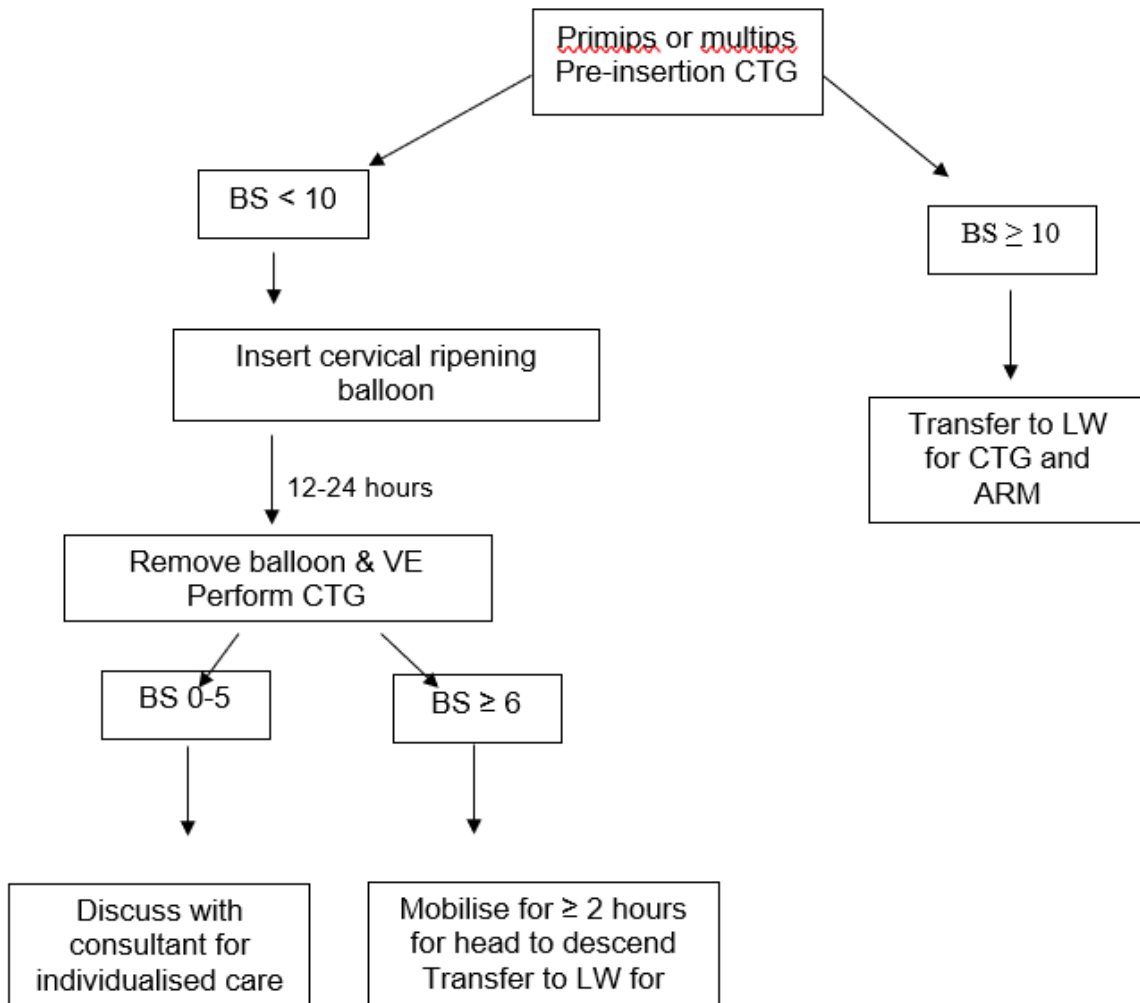 Primips or multips
Pre-insertion CTG
BS < 10
BS ≥ 10
Insert cervical ripening
balloon
Transfer to LW
for CTG and
ARM
12-24 hours
Remove balloon & VE
Perform CTG
BS 0-5
BS ≥ 6
Discuss with
consultant for
individualised care
Mobilise for ≥ 2 hours
for head to descend
Transfer to LW for